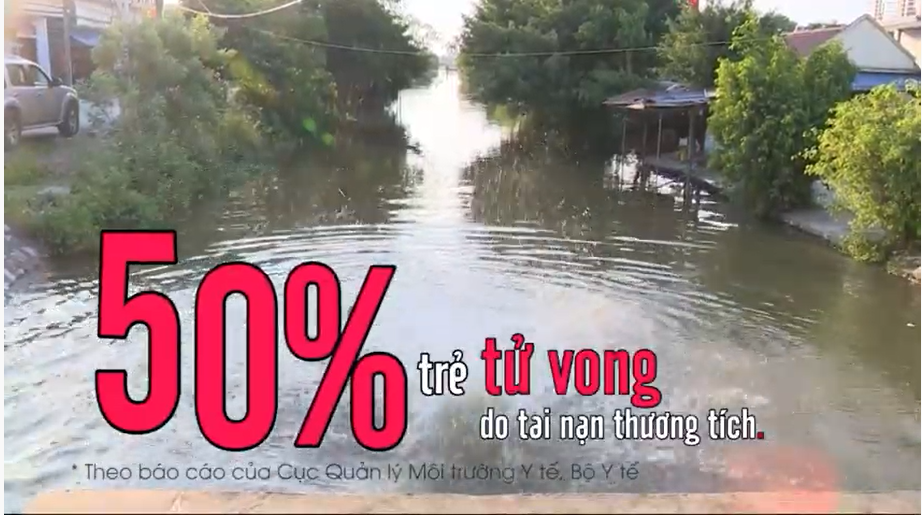 50% trẻ tử vong
do tai nạn thương tích.
* Theo báo cáo của Cục Quản lý Môi trường Y tế, Bộ Y tế